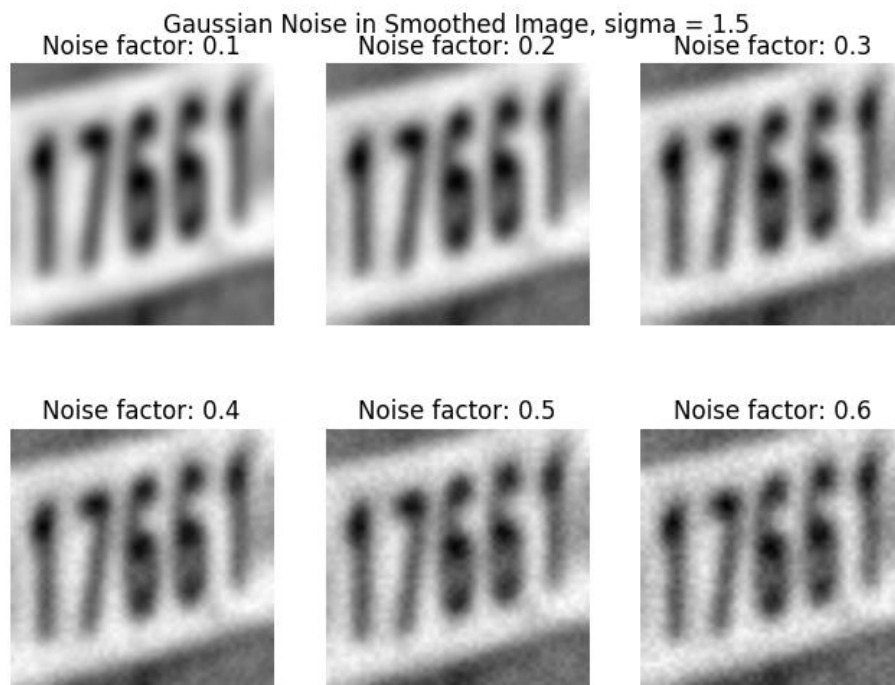 Gaussian Noise in Smoothed Image, sigma = 1.5
Noise factor: 0.1
Noise factor: 0.2
Noise factor: 0.3
17661
17661
17661
Noise factor: 0.4
Noise factor: 0.5
Noise factor: 0.6
17661
17661
17661